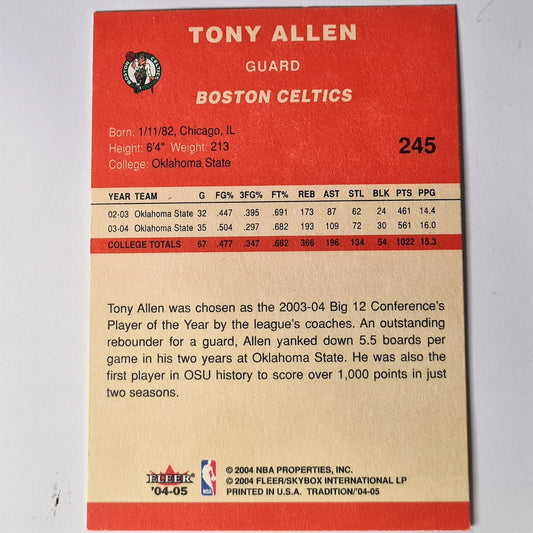 TONY ALLEN
GUARD
BOSTON CELTICS
BOSTON CELTICS
Born: 1/11/82, Chicago, IL
Height: 6'4" Weight: 213
College: Oklahoma State
245
YEAR TEAM G FG% 3FG% FT% REB AST STL BLK PTS PPG
02-03 Oklahoma State 32 .447 .395 .691 173 87 62 24 461 14.4
03-04 Oklahoma State 35 .504 .297 .682 193 109 72 30 561 16.0
COLLEGE TOTALS 67 .477 .347 .682 366 196 134 54 1022 15.3
Tony Allen was chosen as the 2003-04 Big 12 Conference's
Player of the Year by the league's coaches. An outstanding
rebounder for a guard, Allen yanked down 5.5 boards per
game in his two years at Oklahoma State. He was also the
first player in OSU history to score over 1,000 points in just
two seasons.
FLEER
'04-05
NBA
© 2004 NBA PROPERTIES, INC.
© 2004 FLEER/SKYBOX INTERNATIONAL LP
PRINTED IN U.S.A. TRADITION/'04-05